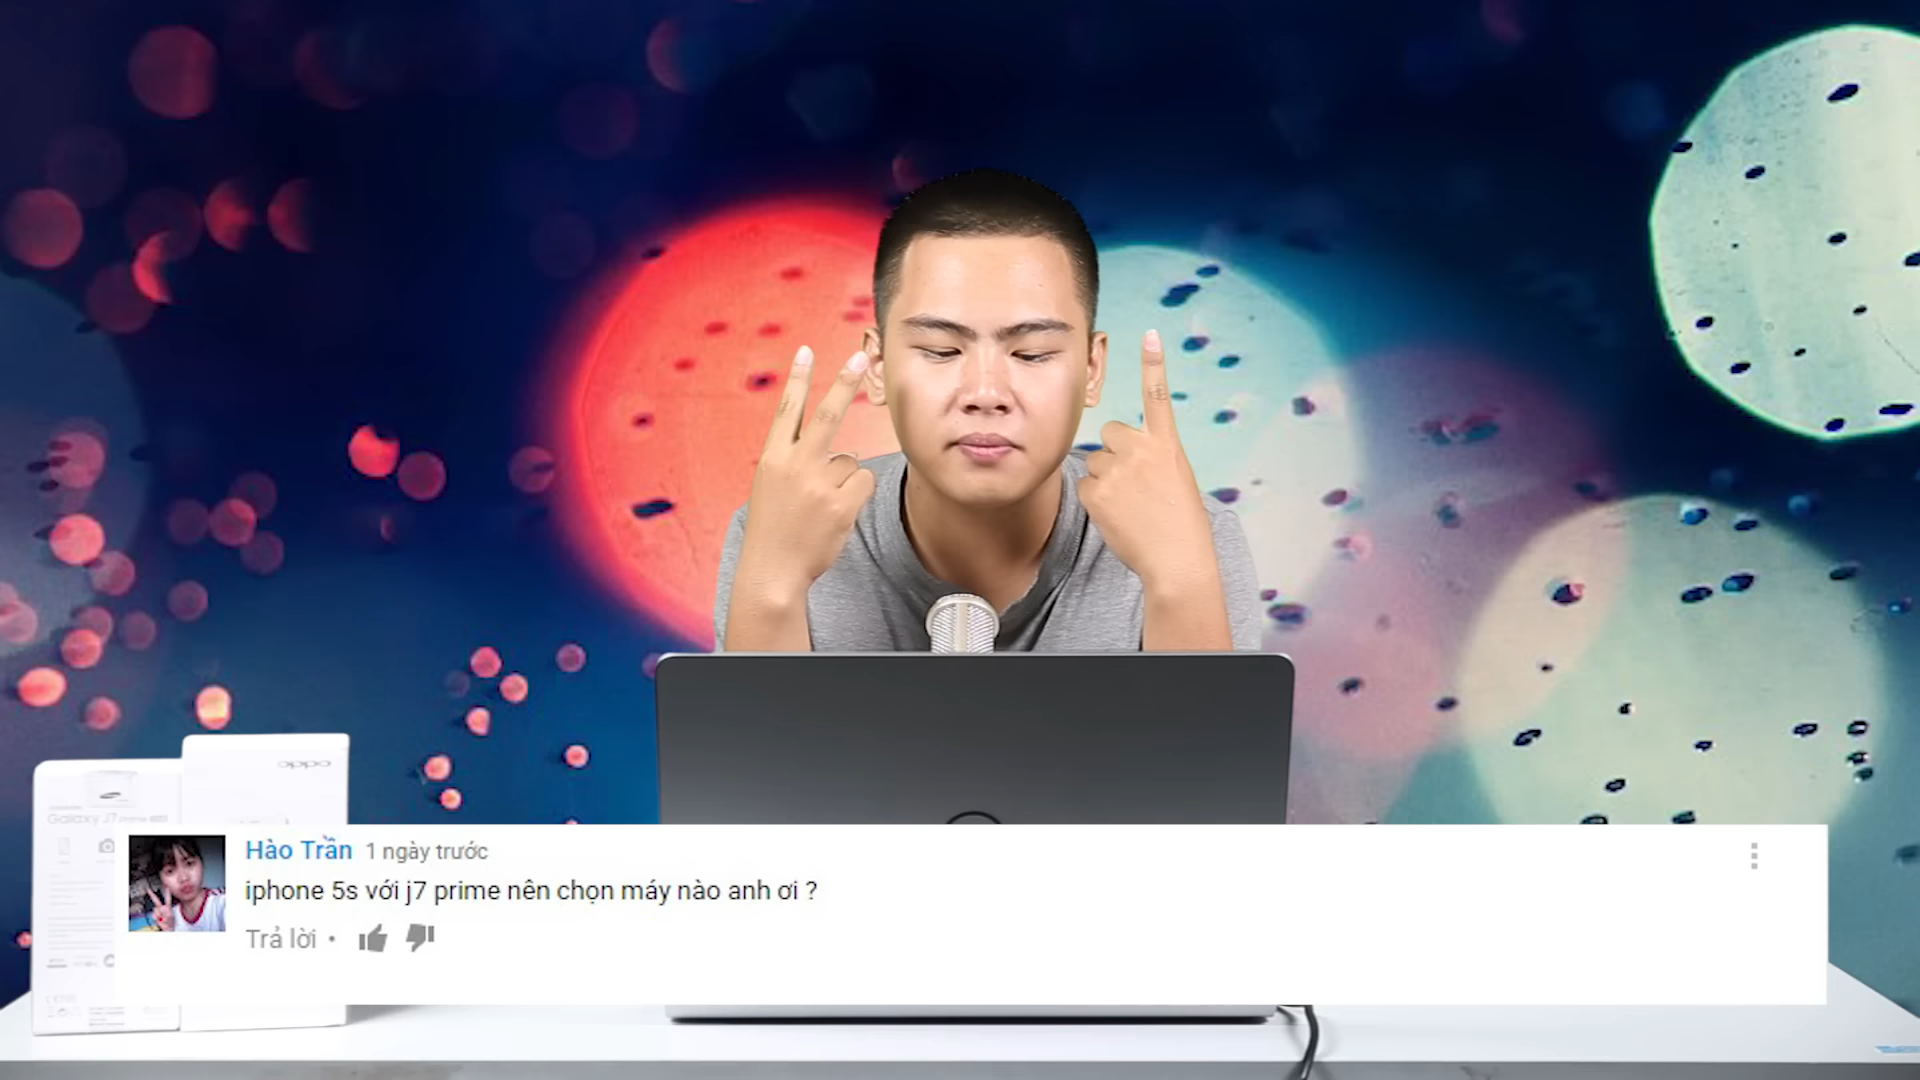 oppo
Galaxy J7
Hào Trần 1 ngày trước
iphone 5s với j7 prime nên chọn máy nào anh ơi ?
Trả lời •